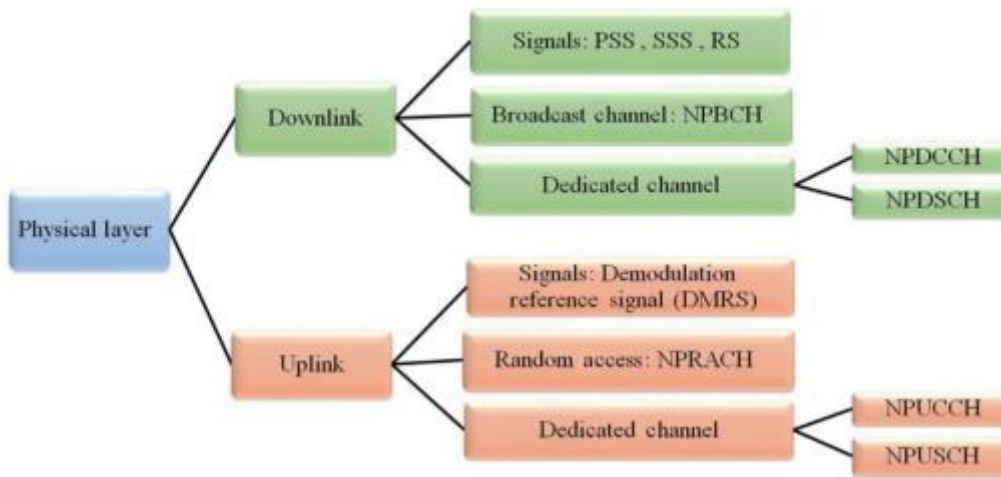 Physical layer
Downlink
Signals: PSS , SSS , RS
Broadcast channel: NPBCH
Dedicated channel
NPDCCH
NPDSCH
Uplink
Signals: Demodulation
reference signal (DMRS)
Random access: NPRACH
Dedicated channel
NPUCCH
NPUSCH